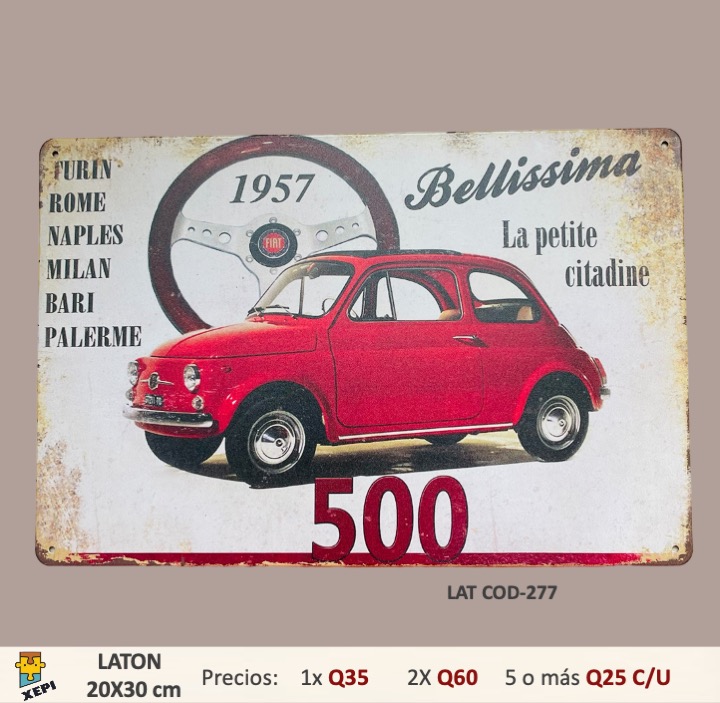 TURIN
ROME
NAPLES
MILAN
BARI
PALERME
1957
FIAT
Bellissima
La petite
citadine
500
LAT COD-277
XEPI
LATON
20X30 cm
Precios: 1x Q35 2X Q60 5 o más Q25 C/U